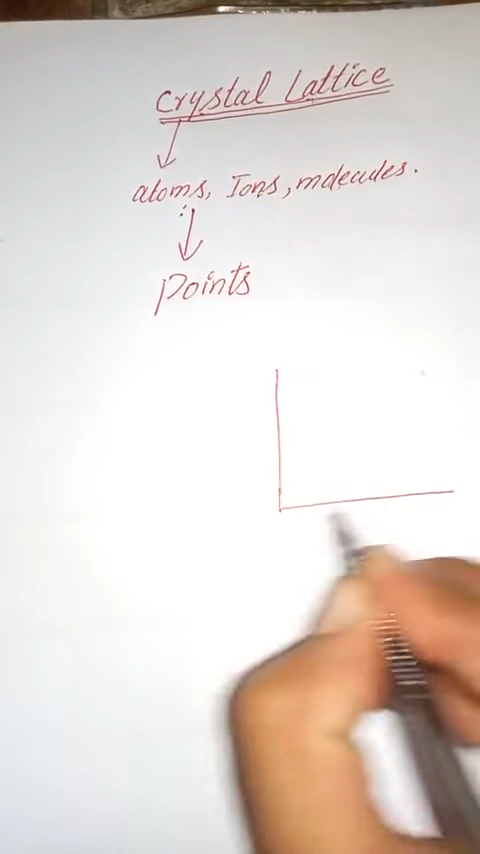 Crystal Lattice
atoms, Ions, molecules.
Points